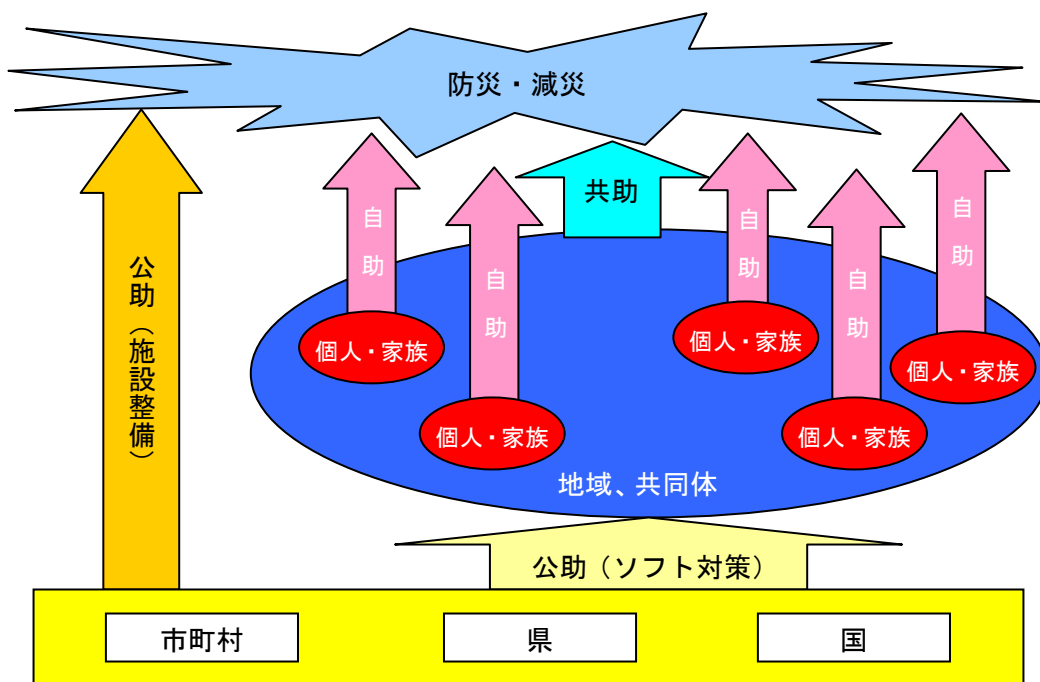 防災・減災
共助
自助
自助
自助
自助
自助
公助（施設整備）
個人・家族
個人・家族
個人・家族
個人・家族
個人・家族
地域、共同体
公助（ソフト対策）
市町村
県
国